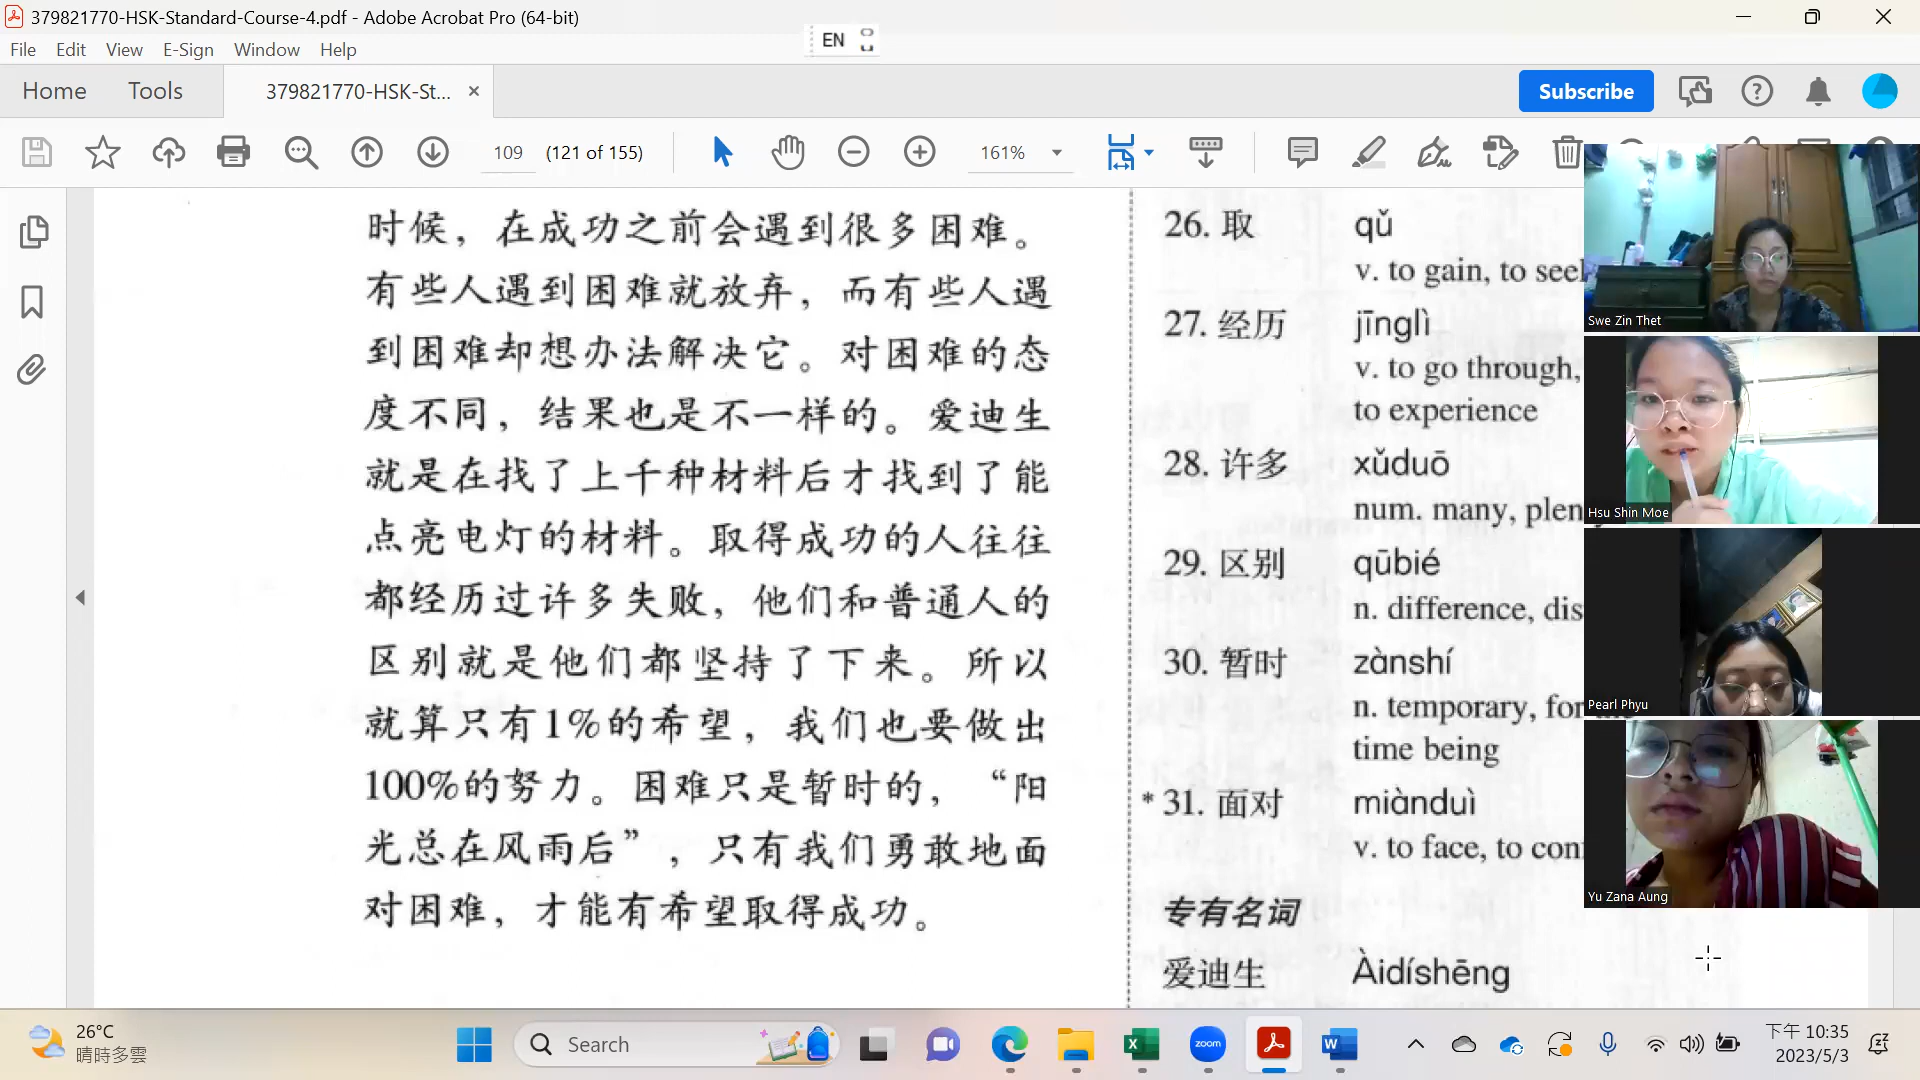 379821770-HSK-Standard-Course-4.pdf - Adobe Acrobat Pro (64-bit)
File Edit View E-Sign Window Help
EN
Home Tools 379821770-HSK-St... ×
Subscribe
109 (121 of 155) 161%
时候，在成功之前会遇到很多困难。
有些人遇到困难就放弃，而有些人遇
到困难却想办法解决它。对困难的态
度不同，结果也是不一样的。爱迪生
就是在找了上千种材料后才找到了能
点亮电灯的材料。取得成功的人往往
都经历过许多失败，他们和普通人的
区别就是他们都坚持了下来。所以
就算只有1%的希望，我们也要做出
100%的努力。困难只是暂时的，“阳
光总在风雨后”，只有我们勇敢地面
对困难，才能有希望取得成功。
26. 取 qǔ
v. to gain, to see
27. 经历 jīnglì
v. to go through,
to experience
28. 许多 xǔduō
num. many, plen
29. 区别 qūbié
n. difference, dis
30. 暂时 zànshí
n. temporary, for the
time being
* 31. 面对 miànduì
v. to face, to con
专有名词
爱迪生 Àidíshēng
Swe Zin Thet
Hsu Shin Moe
Pearl Phyu
Yu Zana Aung
26°C
晴時多雲
Search
zoom
下午 10:35
2023/5/3